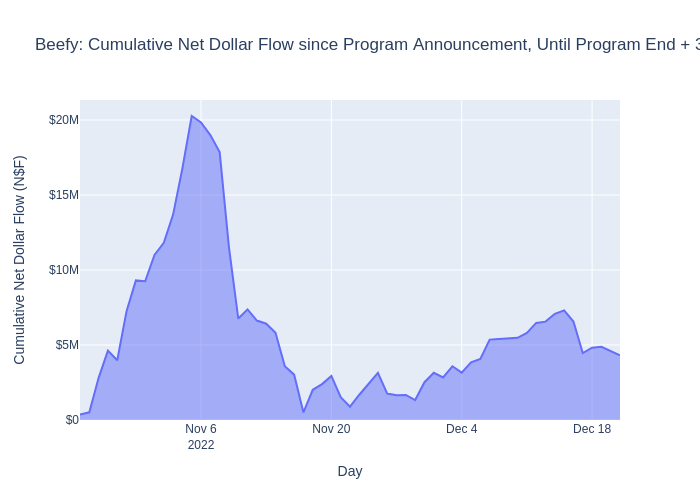 Beefy: Cumulative Net Dollar Flow since Program Announcement, Until Program End +
Cumulative Net Dollar Flow (N$F)
$20M
$15M
$10M
$5M
$0
Nov 6
2022
Nov 20
Dec 4
Dec 18
Day